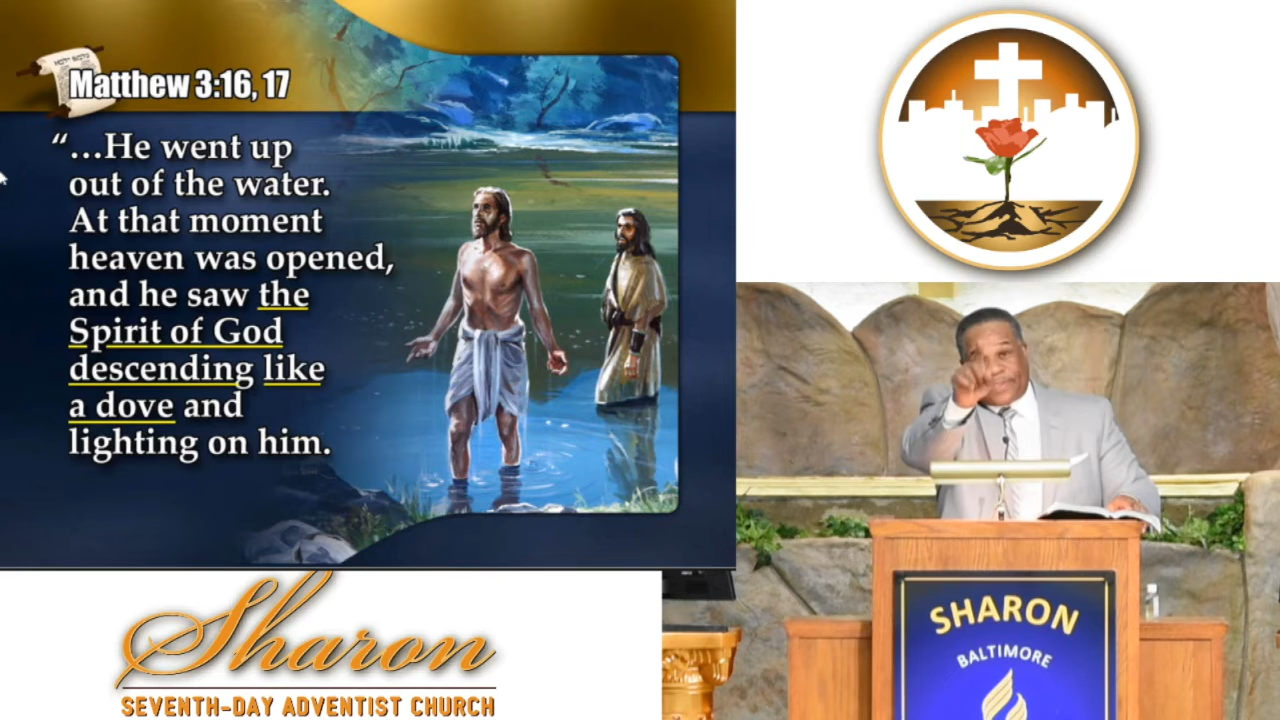 Matthew 3:16, 17
“...He went up
out of the water.
At that moment
heaven was opened,
and he saw the
Spirit of God
descending like
a dove and
lighting on him.
Sharon
SEVENTH-DAY ADVENTIST CHURCH
SHARON
BALTIMORE